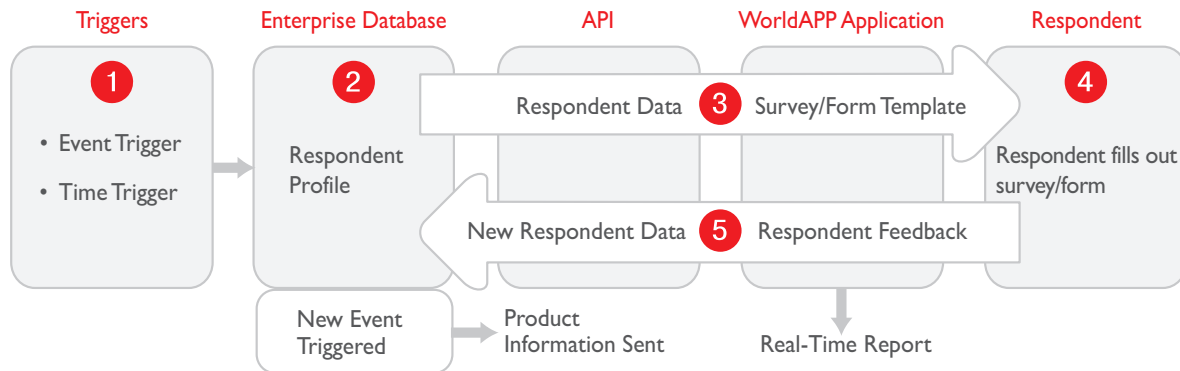 Triggers
Enterprise Database
API
WorldAPP Application
Respondent
1
2
3
4
5
• Event Trigger
• Time Trigger
Respondent
Profile
Respondent Data
Survey/Form Template
Respondent fills out
survey/form
New Respondent Data
Respondent Feedback
New Event
Triggered
Product
Information Sent
Real-Time Report